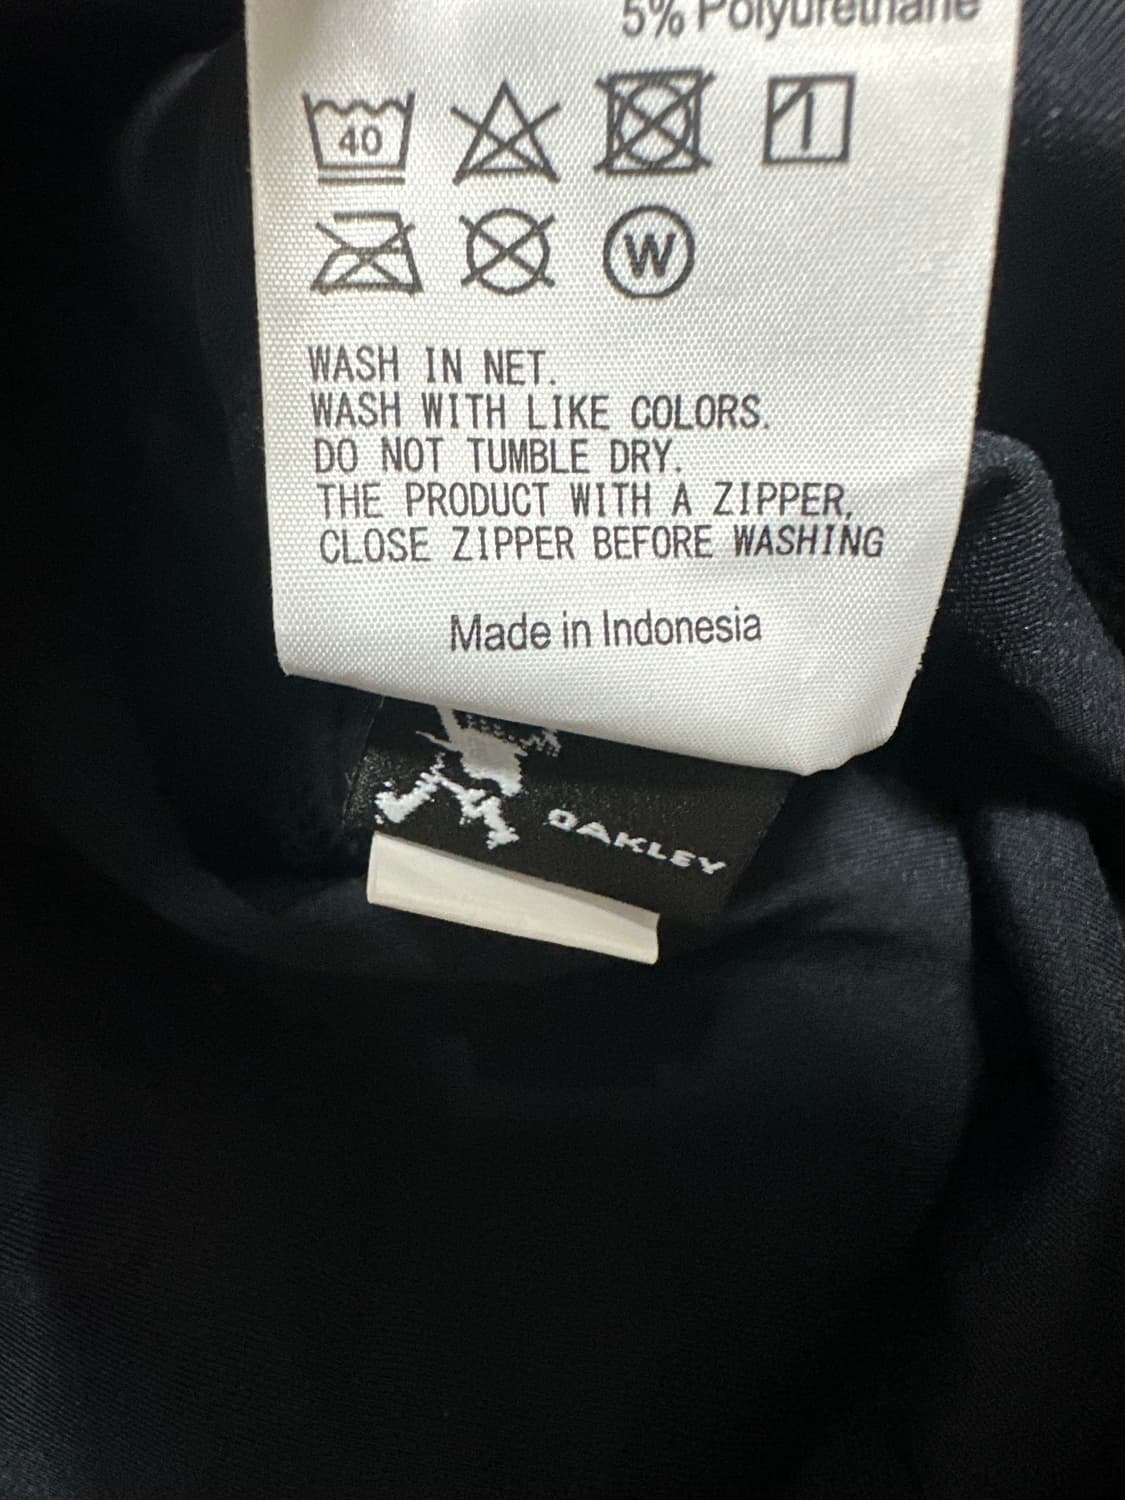 5% Polyurethane
40
W
WASH IN NET.
WASH WITH LIKE COLORS.
DO NOT TUMBLE DRY.
THE PRODUCT WITH A ZIPPER,
CLOSE ZIPPER BEFORE WASHING
Made in Indonesia
OAKLEY